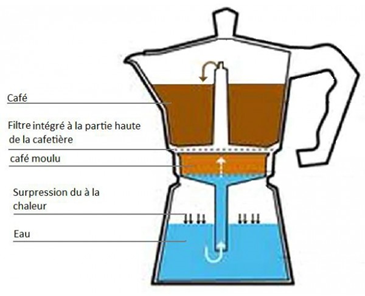 Café
Filtre intégré à la partie haute
de la cafetière
café moulu
Surpression du à la
chaleur
Eau